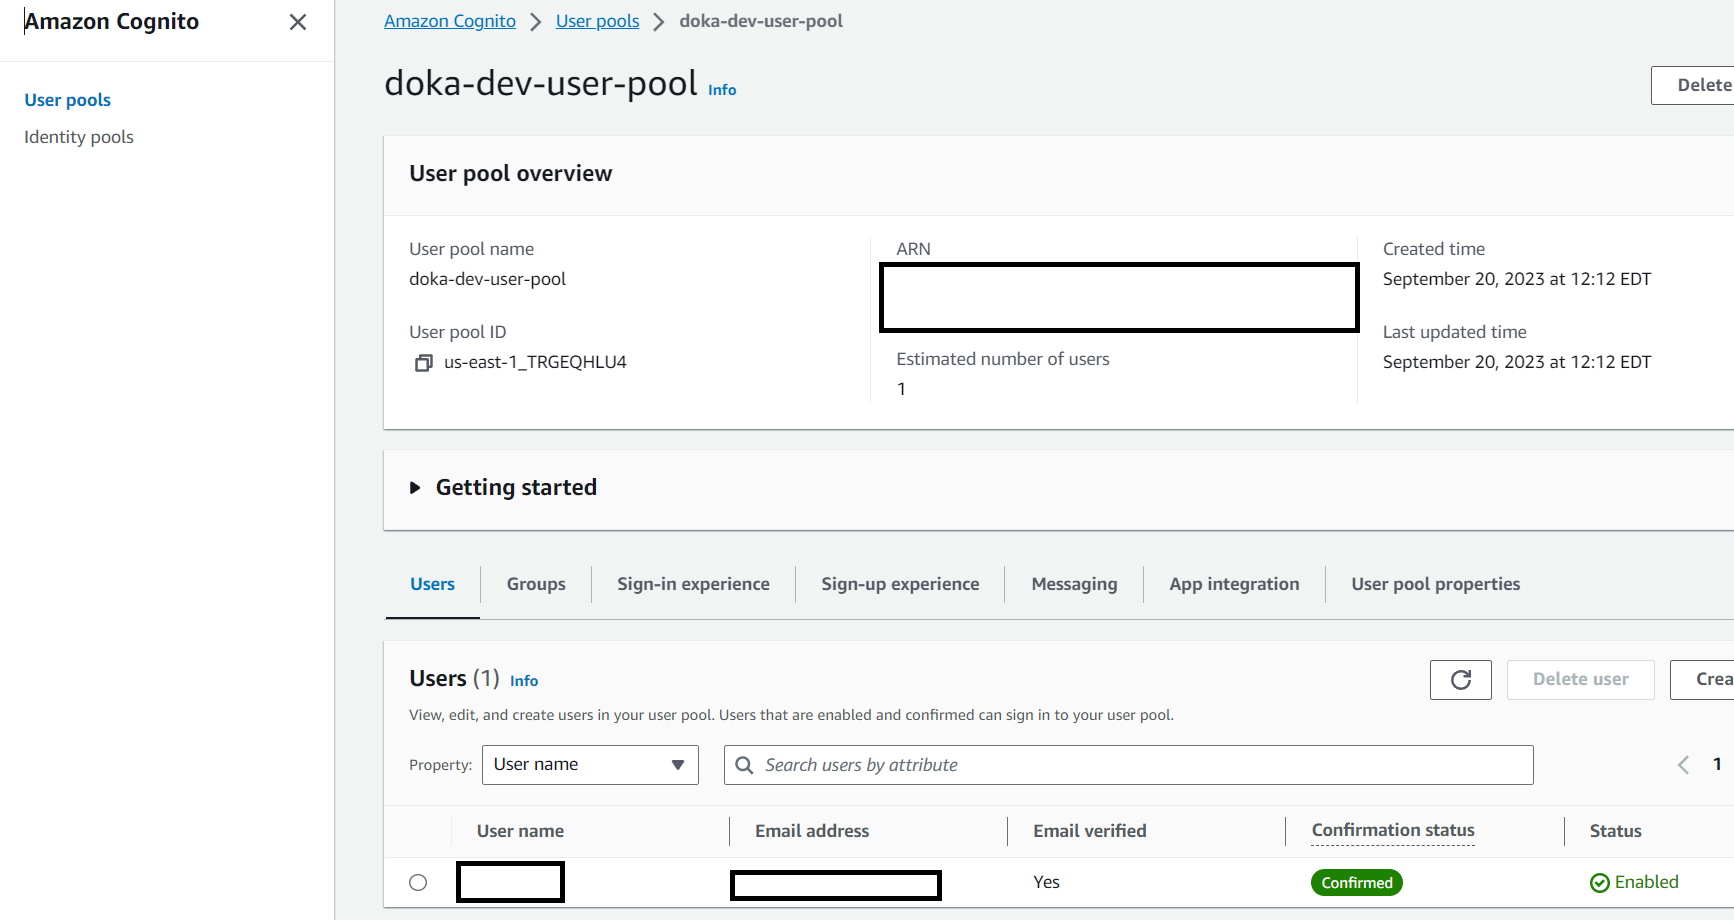 Amazon Cognito
User pools
Identity pools
Amazon Cognito > User pools > doka-dev-user-pool
doka-dev-user-pool Info
Delete
User pool overview
User pool name
doka-dev-user-pool
User pool ID
us-east-1_TRGEQHLU4
ARN
Estimated number of users
1
Created time
September 20, 2023 at 12:12 EDT
Last updated time
September 20, 2023 at 12:12 EDT
Getting started
Users Groups Sign-in experience Sign-up experience Messaging App integration User pool properties
Users (1) Info
Delete user
Crea
View, edit, and create users in your user pool. Users that are enabled and confirmed can sign in to your user pool.
Property: User name Search users by attribute 1
User name Email address Email verified Confirmation status Status
Yes Confirmed Enabled